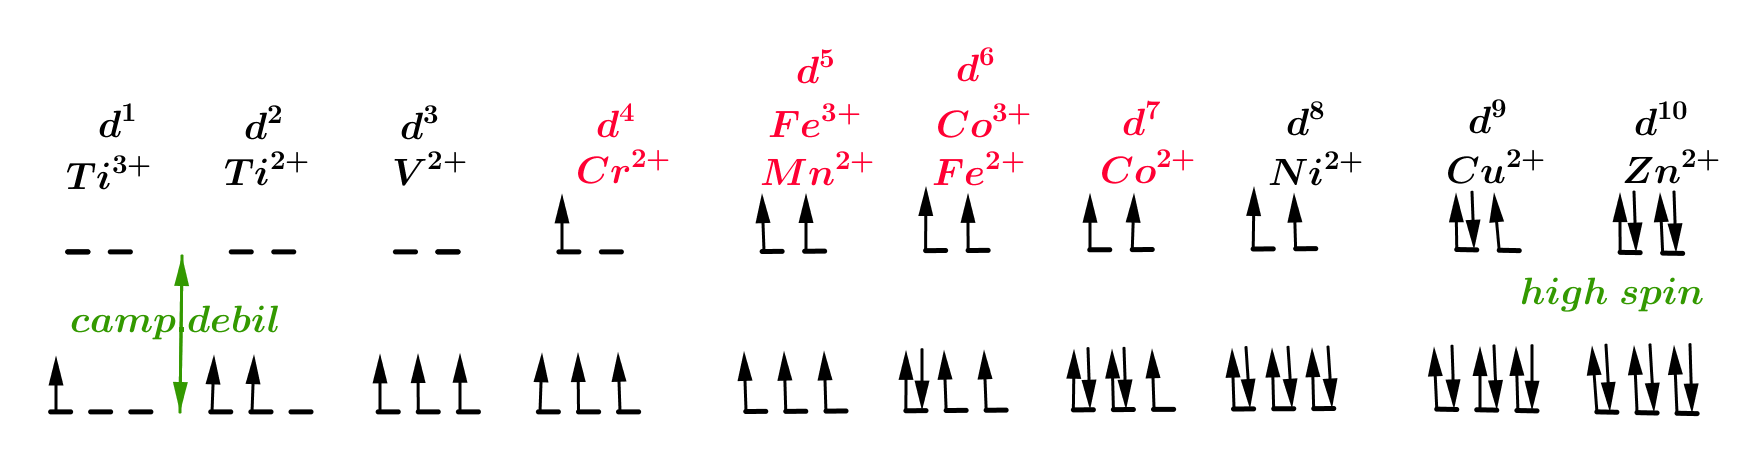 d⁵ d⁶
d¹ d² d³ d⁴ Fe³⁺ Co³⁺ d⁷ d⁸ d⁹ d¹⁰
Ti³⁺ Ti²⁺ V²⁺ Cr²⁺ Mn²⁺ Fe²⁺ Co²⁺ Ni²⁺ Cu²⁺ Zn²⁺
high spin
camp.debil